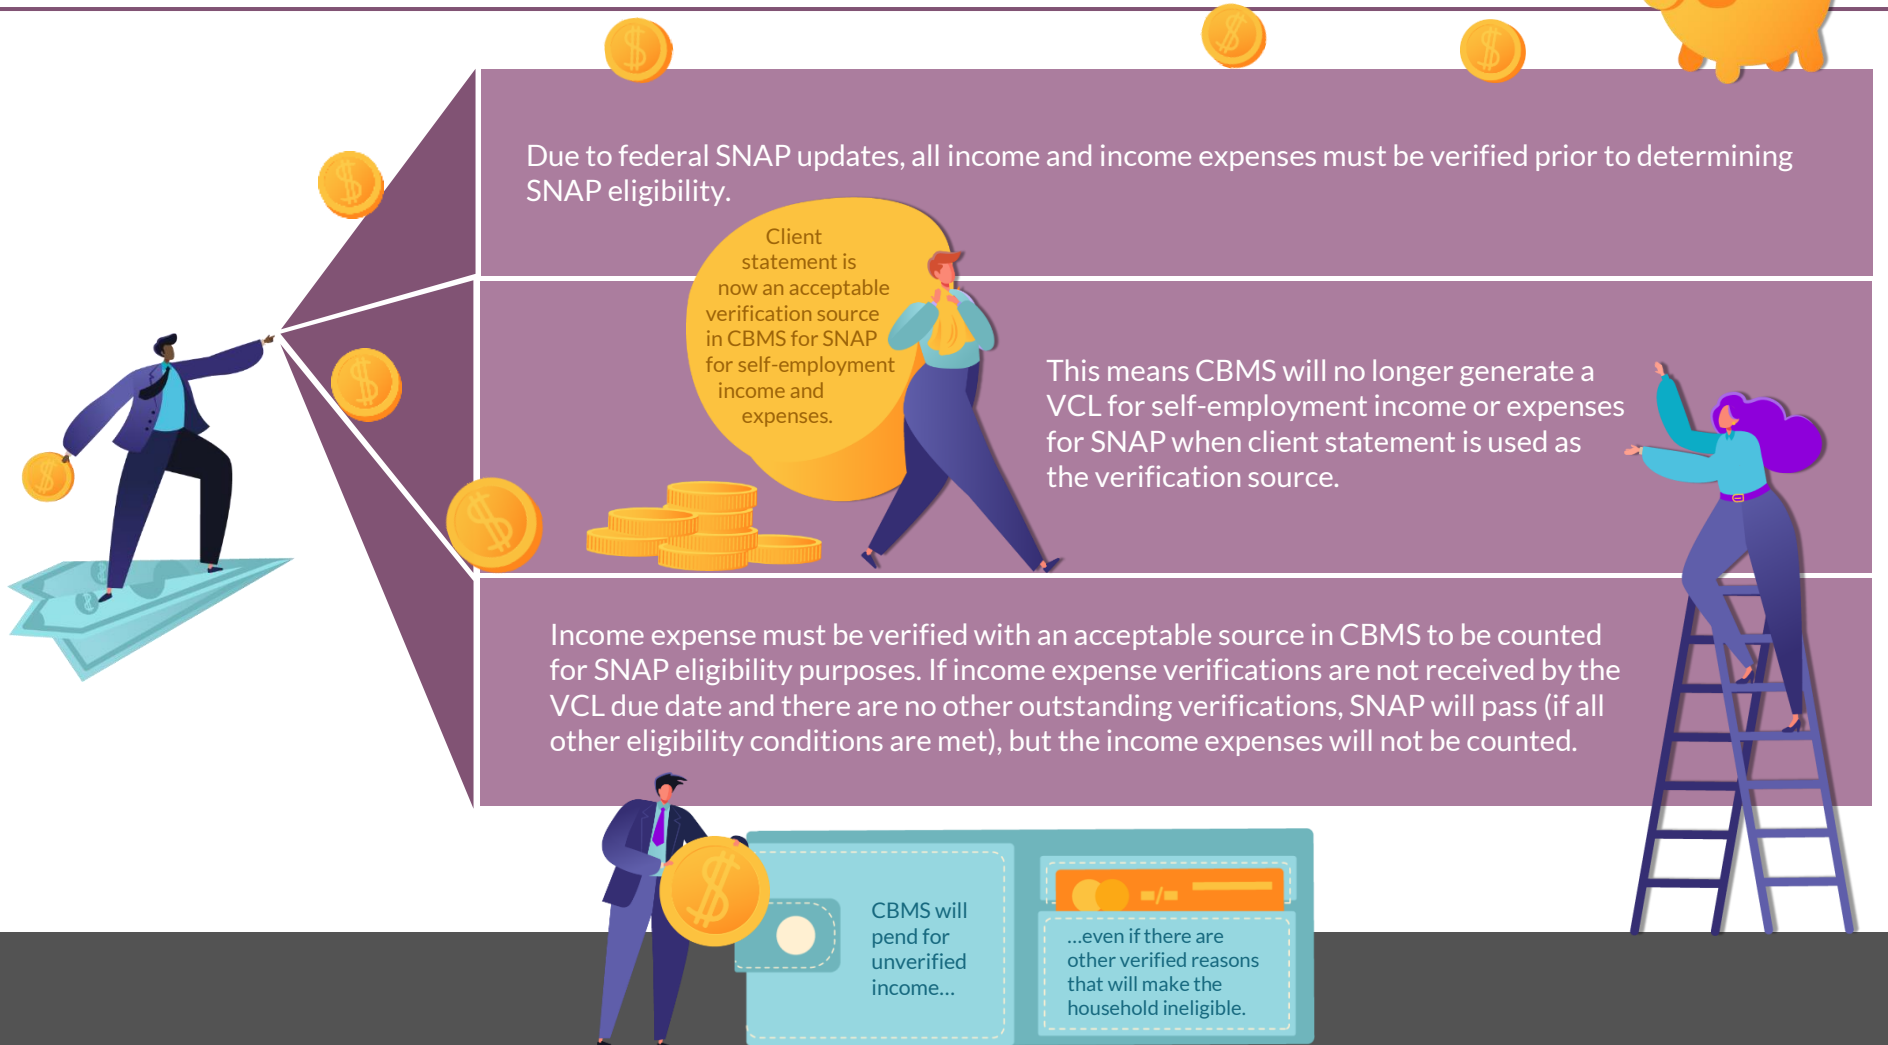 Due to federal SNAP updates, all income and income expenses must be verified prior to determining
SNAP eligibility.
Client
statement is
now an acceptable
verification source
in CBMS for SNAP
for self-employment
income and
expenses.
This means CBMS will no longer generate a
VCL for self-employment income or expenses
for SNAP when client statement is used as
the verification source.
Income expense must be verified with an acceptable source in CBMS to be counted
for SNAP eligibility purposes. If income expense verifications are not received by the
VCL due date and there are no other outstanding verifications, SNAP will pass (if all
other eligibility conditions are met), but the income expenses will not be counted.
CBMS will
pend for
unverified
income...
...even if there are
other verified reasons
that will make the
household ineligible.